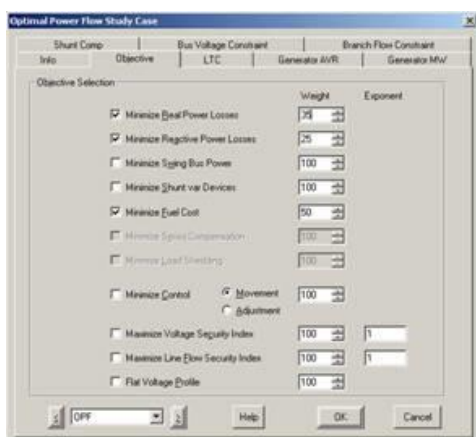 Optimal Power Flow Study Case
Shunt Comp Bus Voltage Constraint Branch Flow Constraint
Info Objective LTC Generator AVR Generator MW
Objective Selection
Weight Exponent
Minimize Real Power Losses 35
Minimize Reactive Power Losses 25
Minimize Swing Bus Power 100
Minimize Shunt var Devices 100
Minimize Fuel Cost 50
Minimize Series Compensation 100
Minimize Load Shedding 100
Minimize Control Movement 100
Adjustment
Maximize Voltage Security Index 100 1
Maximize Line Flow Security Index 100 1
Flat Voltage Profile 100
OPF Help OK Cancel